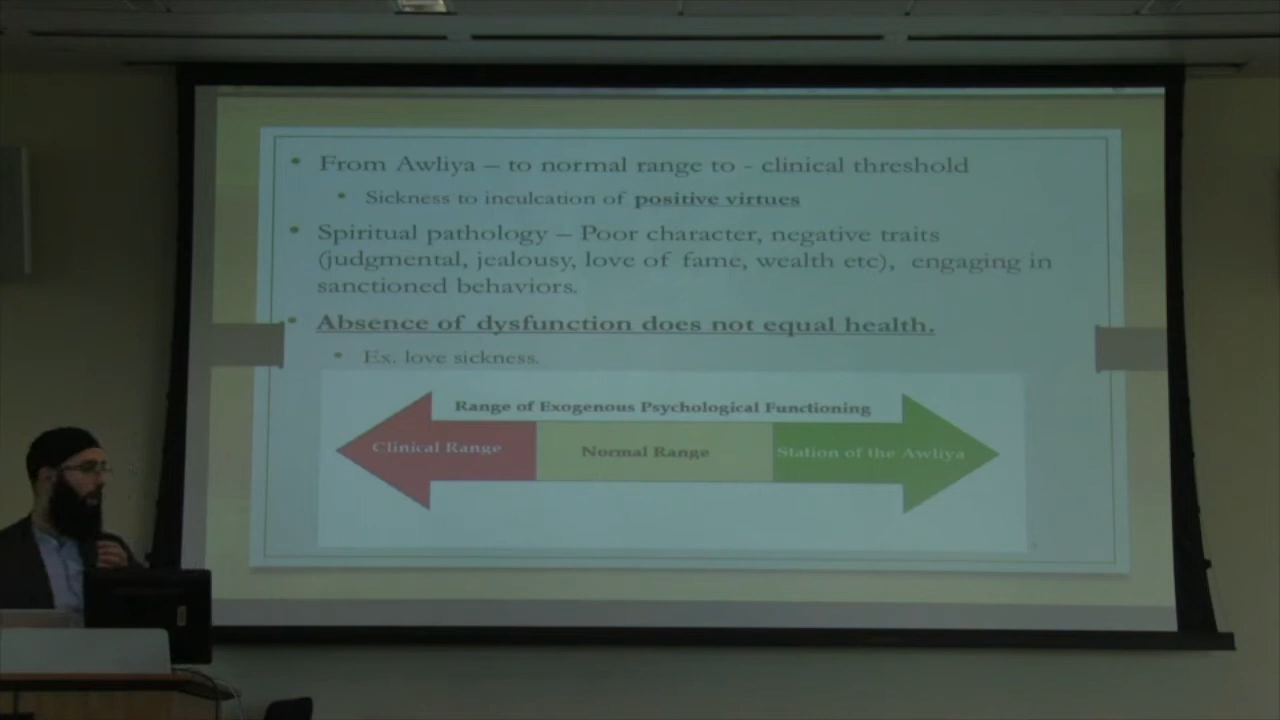 From Awliya – to normal range to - clinical threshold
Sickness to inculcation of positive virtues
Spiritual pathology – Poor character, negative traits
(judgmental, jealousy, love of fame, wealth etc), engaging in
sanctioned behaviors.
Absence of dysfunction does not equal health.
Ex. love sickness.
Range of Exogenous Psychological Functioning
Clinical Range Normal Range Station of the Awliya